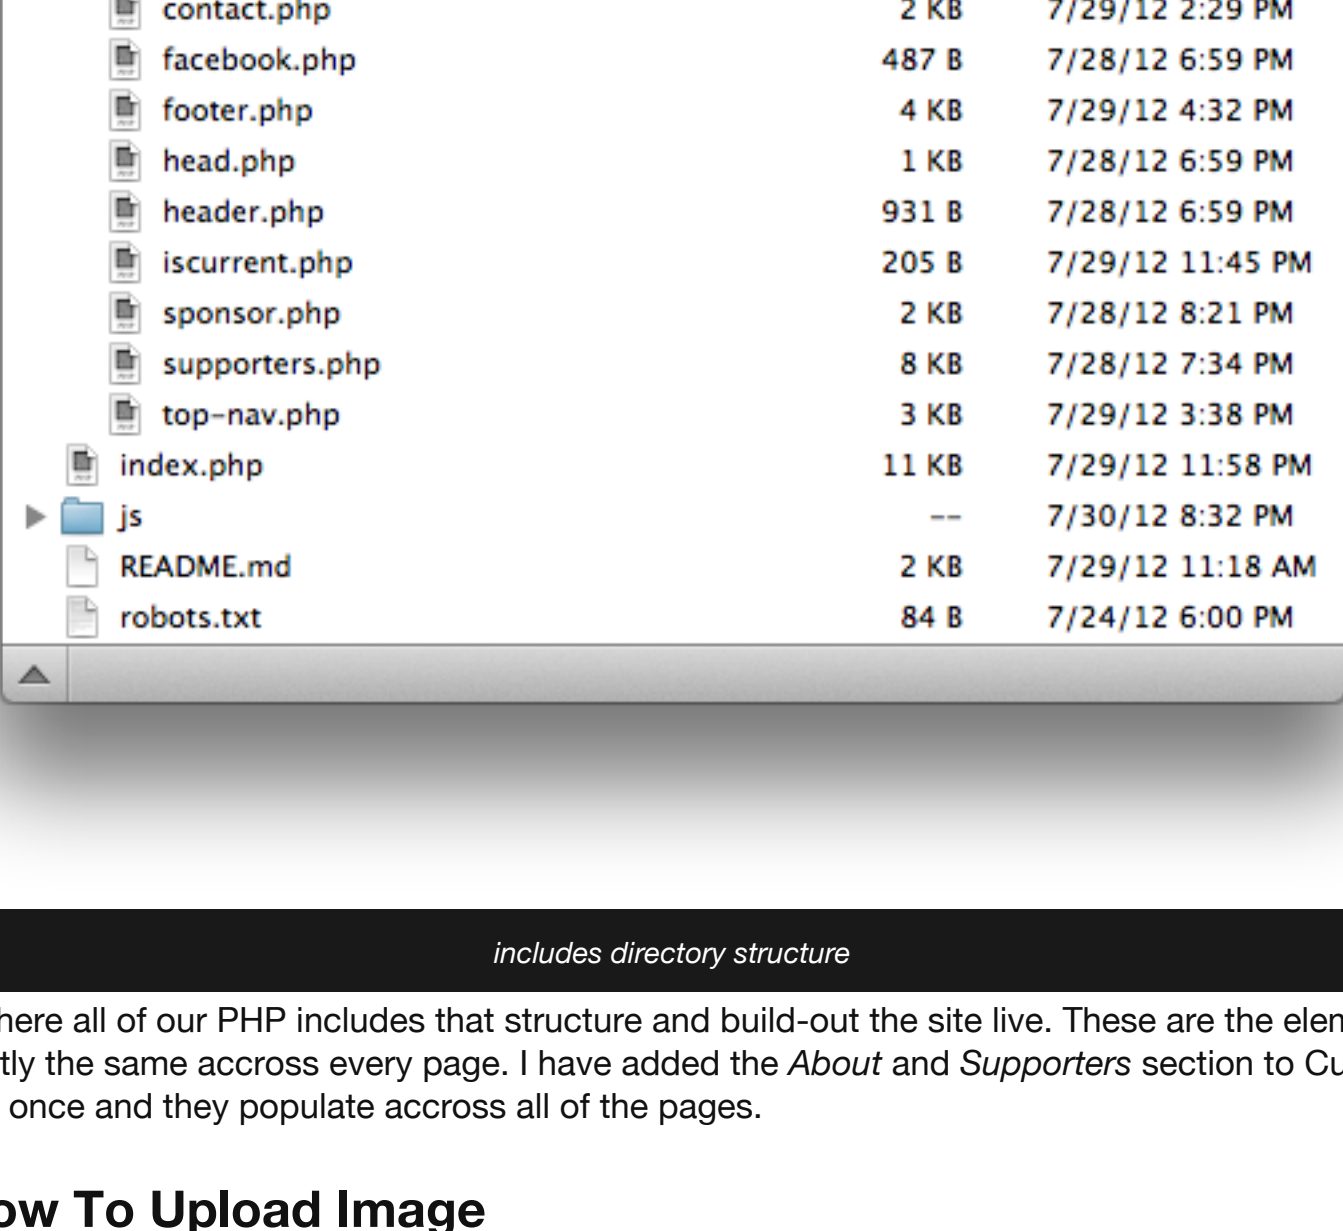 contact.php 2 KB 7/29/12 2:29 PM
facebook.php 487 B 7/28/12 6:59 PM
footer.php 4 KB 7/29/12 4:32 PM
head.php 1 KB 7/28/12 6:59 PM
header.php 931 B 7/28/12 6:59 PM
iscurrent.php 205 B 7/29/12 11:45 PM
sponsor.php 2 KB 7/28/12 8:21 PM
supporters.php 8 KB 7/28/12 7:34 PM
top-nav.php 3 KB 7/29/12 3:38 PM
index.php 11 KB 7/29/12 11:58 PM
js -- 7/30/12 8:32 PM
README.md 2 KB 7/29/12 11:18 AM
robots.txt 84 B 7/24/12 6:00 PM
includes directory structure
here all of our PHP includes that structure and build-out the site live. These are the elem
tly the same accross every page. I have added the About and Supporters section to Cu
once and they populate accross all of the pages.
ow To Upload Image